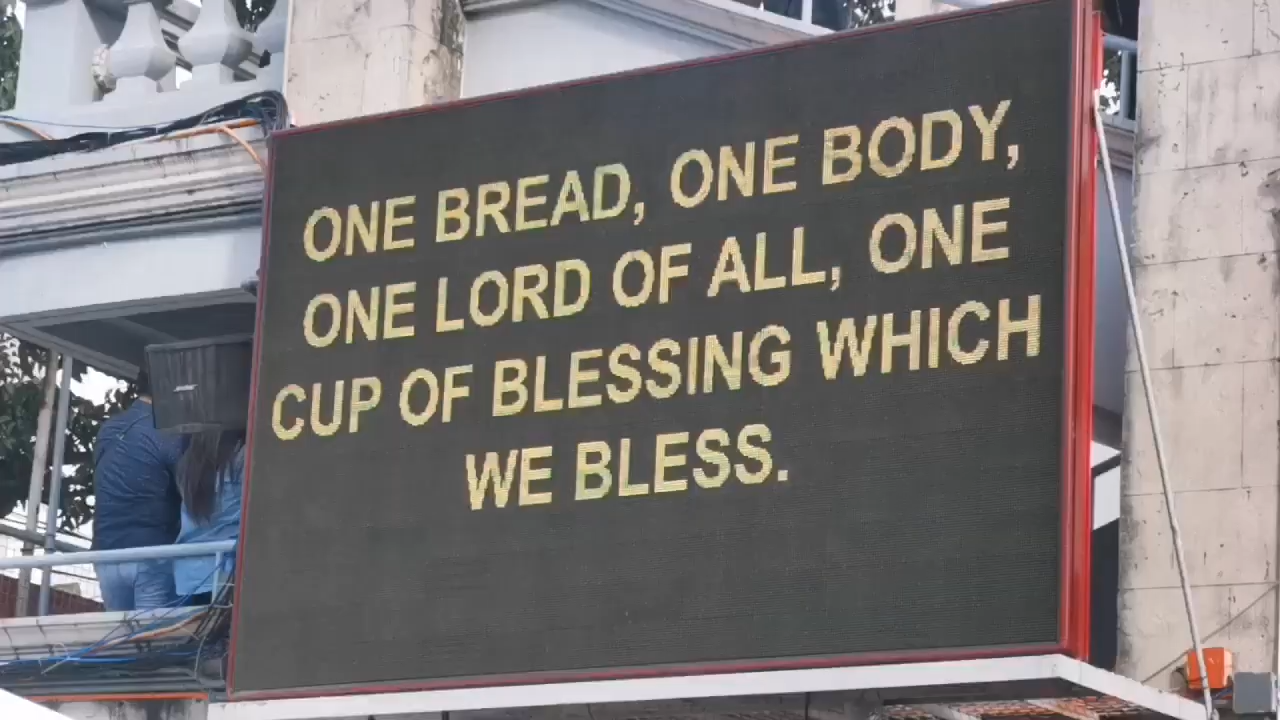 ONE BREAD, ONE BODY,
ONE LORD OF ALL, ONE
CUP OF BLESSING WHICH
WE BLESS.